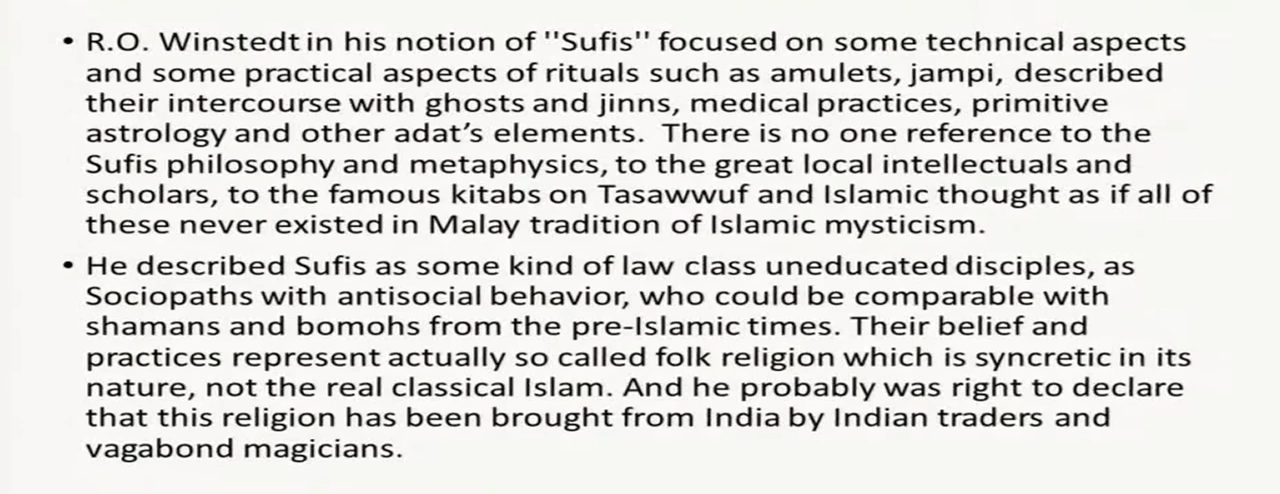 • R.O. Winstedt in his notion of "Sufis" focused on some technical aspects
and some practical aspects of rituals such as amulets, jampi, described
their intercourse with ghosts and jinns, medical practices, primitive
astrology and other adat’s elements.  There is no one reference to the
Sufis philosophy and metaphysics, to the great local intellectuals and
scholars, to the famous kitabs on Tasawwuf and Islamic thought as if all of
these never existed in Malay tradition of Islamic mysticism.
• He described Sufis as some kind of law class uneducated disciples, as
Sociopaths with antisocial behavior, who could be comparable with
shamans and bomohs from the pre-Islamic times. Their belief and
practices represent actually so called folk religion which is syncretic in its
nature, not the real classical Islam. And he probably was right to declare
that this religion has been brought from India by Indian traders and
vagabond magicians.